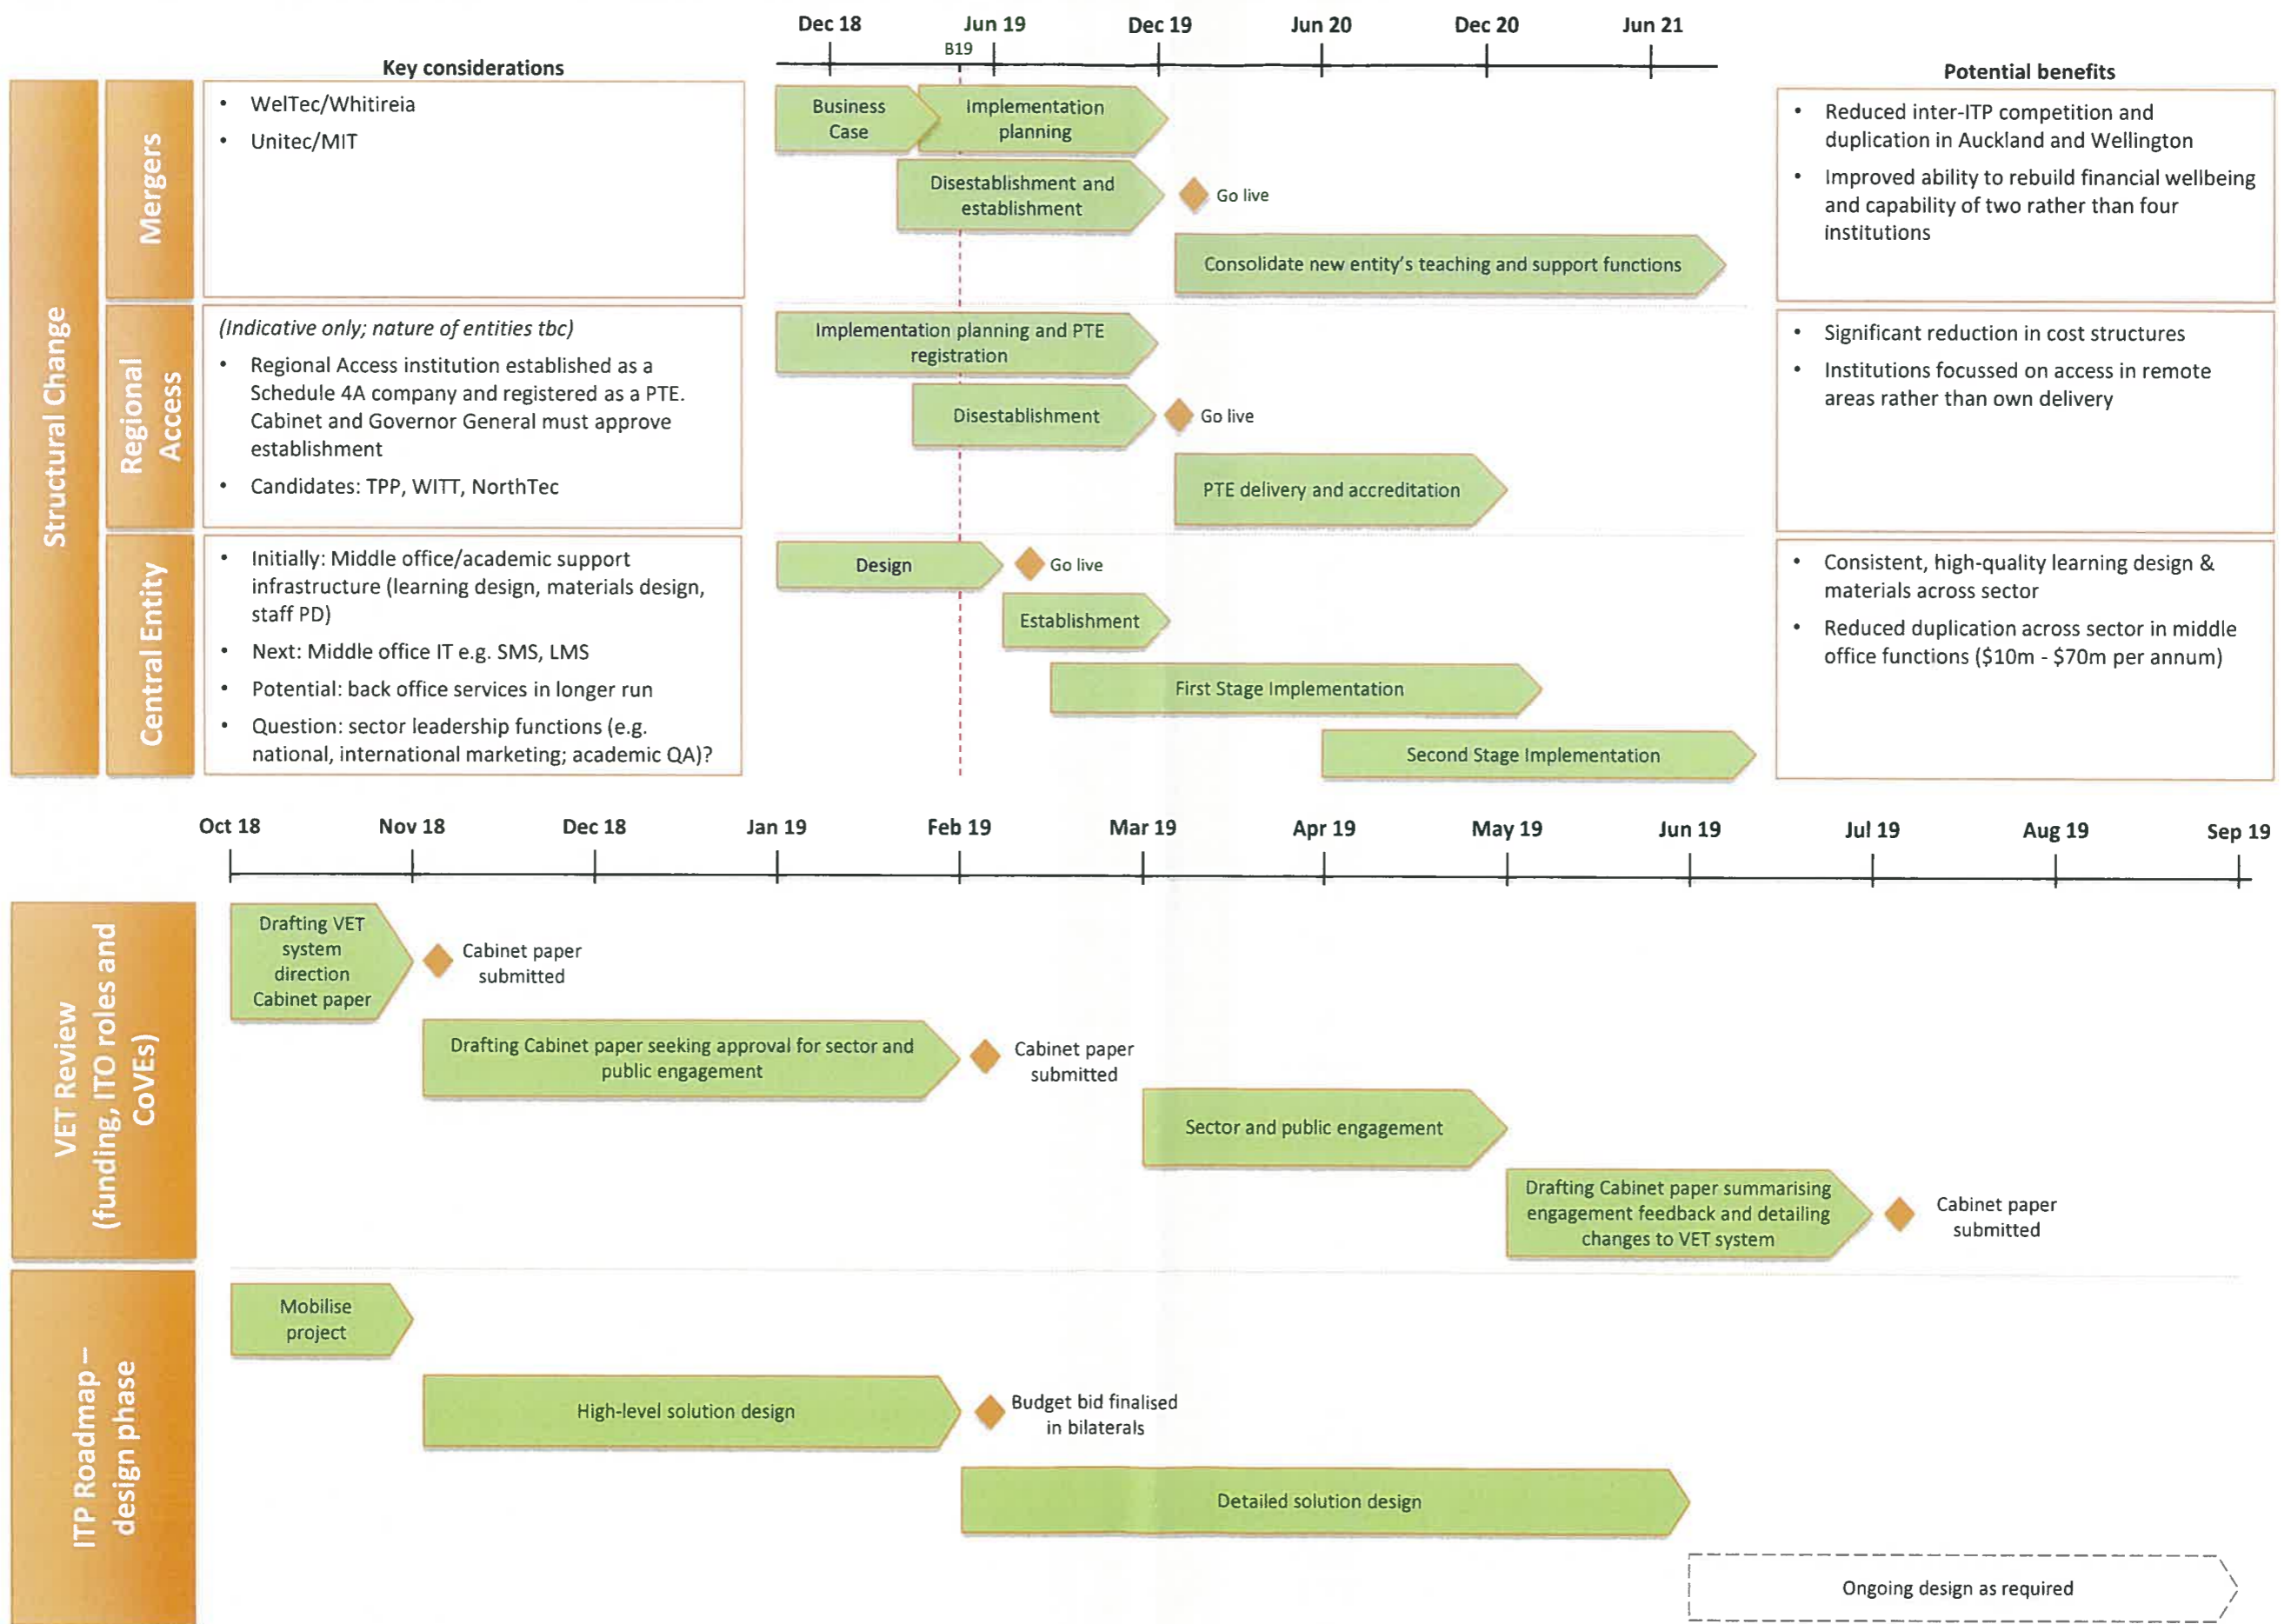 Dec 18
Jun 19
Dec 19
Jun 20
Dec 20
Jun 21
B19
Key considerations
Potential benefits
Structural Change
Mergers
• WelTec/Whitireia
• Unitec/MIT
Business
Case
Implementation
planning
Disestablishment and
establishment
Go live
Consolidate new entity's teaching and support functions
• Reduced inter-ITP competition and
duplication in Auckland and Wellington
• Improved ability to rebuild financial wellbeing
and capability of two rather than four
institutions
Regional
Access
(Indicative only; nature of entities tbc)
• Regional Access institution established as a
Schedule 4A company and registered as a PTE.
Cabinet and Governor General must approve
establishment
• Candidates: TPP, WITT, NorthTec
Implementation planning and PTE
registration
Disestablishment
Go live
PTE delivery and accreditation
• Significant reduction in cost structures
• Institutions focussed on access in remote
areas rather than own delivery
Central Entity
• Initially: Middle office/academic support
infrastructure (learning design, materials design,
staff PD)
• Next: Middle office IT e.g. SMS, LMS
• Potential: back office services in longer run
• Question: sector leadership functions (e.g.
national, international marketing; academic QA)?
Design
Go live
Establishment
First Stage Implementation
Second Stage Implementation
• Consistent, high-quality learning design &
materials across sector
• Reduced duplication across sector in middle
office functions ($10m - $70m per annum)
Oct 18
Nov 18
Dec 18
Jan 19
Feb 19
Mar 19
Apr 19
May 19
Jun 19
Jul 19
Aug 19
Sep 19
VET Review
(funding, ITO roles and
CoVEs)
Drafting VET
system
direction
Cabinet paper
Cabinet paper
submitted
Drafting Cabinet paper seeking approval for sector and
public engagement
Cabinet paper
submitted
Sector and public engagement
Drafting Cabinet paper summarising
engagement feedback and detailing
changes to VET system
Cabinet paper
submitted
ITP Roadmap –
design phase
Mobilise
project
High-level solution design
Budget bid finalised
in bilaterals
Detailed solution design
Ongoing design as required